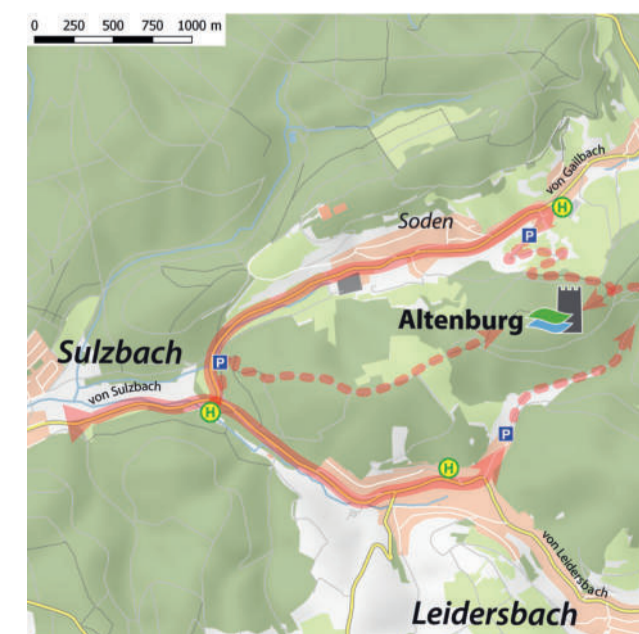 0 250 500 750 1000 m
von Gailbach
H
Soden
P
Altenburg
Sulzbach
P
von Sulzbach
H
P
H
von Leidersbach
Leidersbach